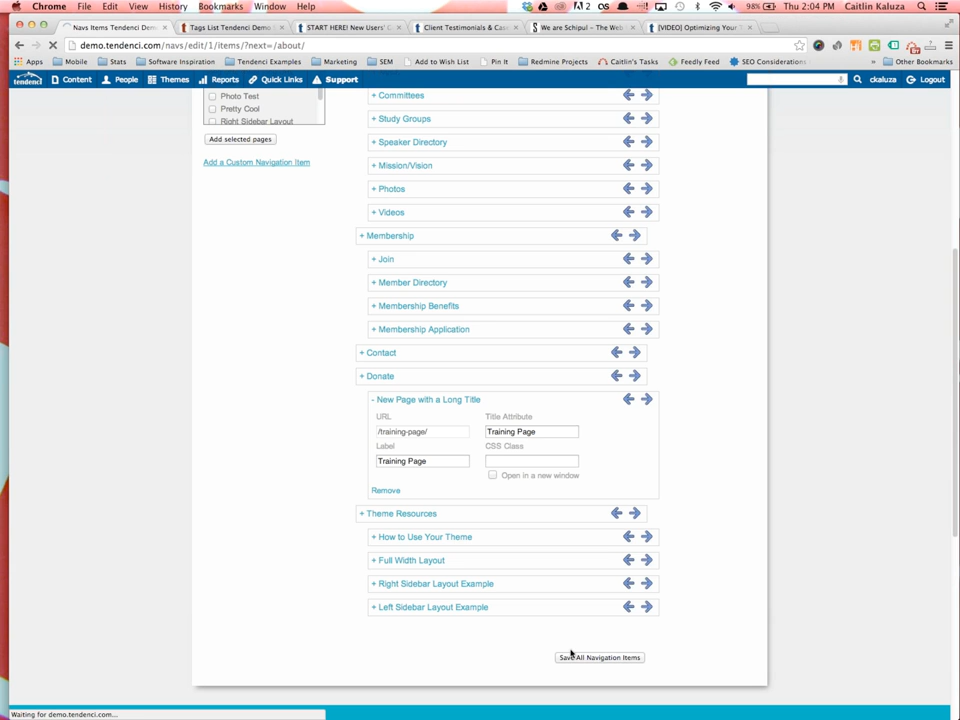 Chrome File Edit View History Bookmarks Window Help 98% Thu 2:04 PM Caitlin Kaluza
Navs Items Tendenci Demo Tags List Tendenci Demo START HERE! New Users' C Client Testimonials & Cas We are Schipul – The Web [VIDEO] Optimizing Your
demo.tendenci.com/navs/edit/1/items/?next=/about/
Apps Mobile Stats Software Inspiration Tendenci Examples Marketing SEM Add to Wish List Pin It Redmine Projects Caitlin's Tasks Feedly Feed SEO Considerations » Other Bookmarks
tendenci Content People Themes Reports Quick Links Support ckaluza Logout
Photo Test
Pretty Cool
Right Sidebar Layout
Add selected pages
Add a Custom Navigation Item
+ Committees
+ Study Groups
+ Speaker Directory
+ Mission/Vision
+ Photos
+ Videos
+ Membership
+ Join
+ Member Directory
+ Membership Benefits
+ Membership Application
+ Contact
+ Donate
- New Page with a Long Title
URL Title Attribute
/training-page/ Training Page
Label CSS Class
Training Page
Open in a new window
Remove
+ Theme Resources
+ How to Use Your Theme
+ Full Width Layout
+ Right Sidebar Layout Example
+ Left Sidebar Layout Example
Save All Navigation Items
Waiting for demo.tendenci.com...